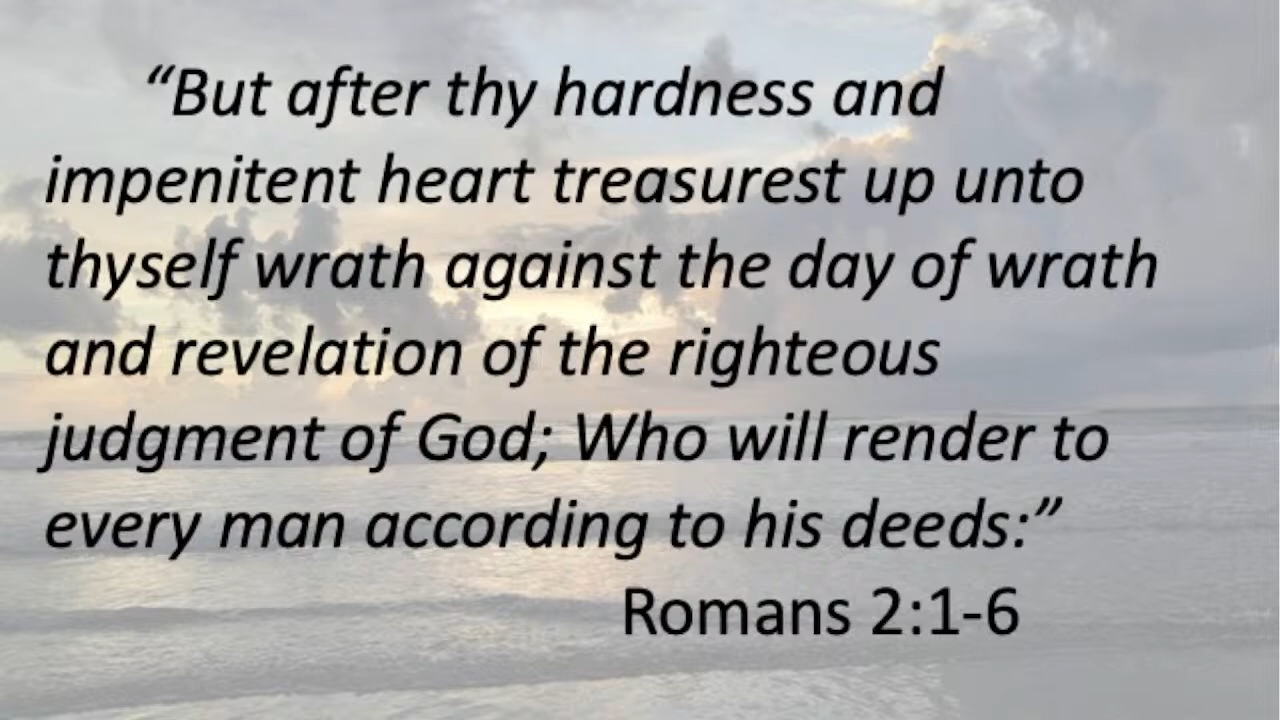 “But after thy hardness and
impenitent heart treasurest up unto
thyself wrath against the day of wrath
and revelation of the righteous
judgment of God; Who will render to
every man according to his deeds:”
Romans 2:1-6